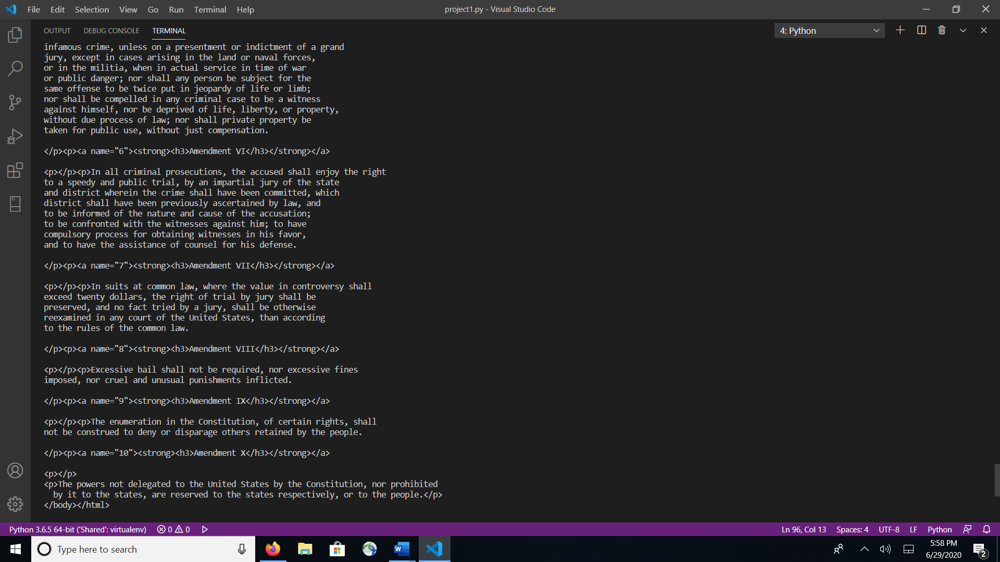 File Edit Selection View Go Run Terminal Help
project1.py - Visual Studio Code
OUTPUT DEBUG CONSOLE TERMINAL
4: Python
infamous crime, unless on a presentment or indictment of a grand
jury, except in cases arising in the land or naval forces,
or in the militia, when in actual service in time of war
or public danger; nor shall any person be subject for the
same offense to be twice put in jeopardy of life or limb;
nor shall be compelled in any criminal case to be a witness
against himself, nor be deprived of life, liberty, or property,
without due process of law; nor shall private property be
taken for public use, without just compensation.
</p><p><a name="6"><strong><h3>Amendment VI</h3></strong></a>
<p></p><p>In all criminal prosecutions, the accused shall enjoy the right
to a speedy and public trial, by an impartial jury of the state
and district wherein the crime shall have been committed, which
district shall have been previously ascertained by law, and
to be informed of the nature and cause of the accusation;
to be confronted with the witnesses against him; to have
compulsory process for obtaining witnesses in his favor,
and to have the assistance of counsel for his defense.
</p><p><a name="7"><strong><h3>Amendment VII</h3></strong></a>
<p></p><p>In suits at common law, where the value in controversy shall
exceed twenty dollars, the right of trial by jury shall be
preserved, and no fact tried by a jury, shall be otherwise
reexamined in any court of the United States, than according
to the rules of the common law.
</p><p><a name="8"><strong><h3>Amendment VIII</h3></strong></a>
<p></p><p>Excessive bail shall not be required, nor excessive fines
imposed, nor cruel and unusual punishments inflicted.
</p><p><a name="9"><strong><h3>Amendment IX</h3></strong></a>
<p></p><p>The enumeration in the Constitution, of certain rights, shall
not be construed to deny or disparage others retained by the people.
</p><p><a name="10"><strong><h3>Amendment X</h3></strong></a>
<p></p>
<p>The powers not delegated to the United States by the Constitution, nor prohibited
  by it to the states, are reserved to the states respectively, or to the people.</p>
</body></html>
Python 3.6.5 64-bit ('Shared': virtualenv) 0 0 Ln 96, Col 13 Spaces: 4 UTF-8 LF Python
Type here to search
W
5:58 PM
6/29/2020
2